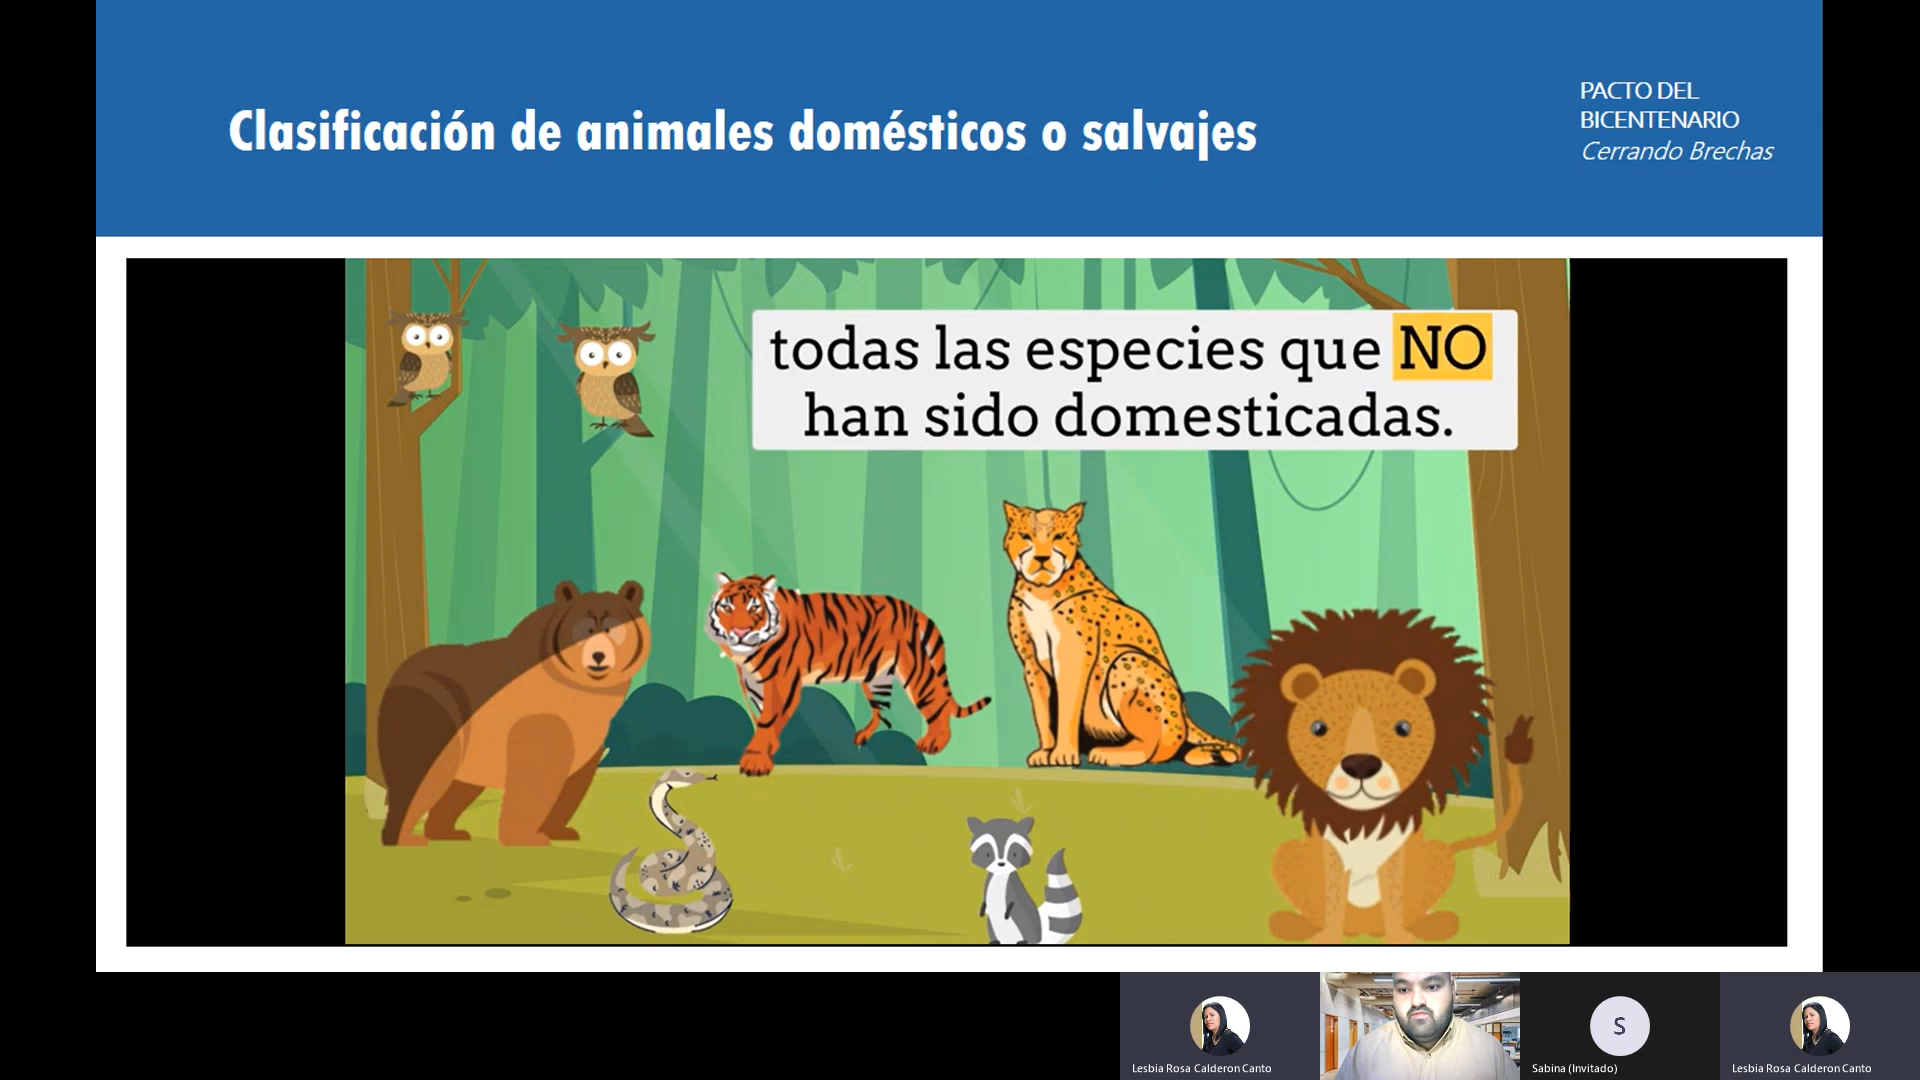 Clasificación de animales domésticos o salvajes
PACTO DEL
BICENTENARIO
Cerrando Brechas
todas las especies que NO
han sido domesticadas.
S
Lesbia Rosa Calderon Canto
Sabina (Invitado)
Lesbia Rosa Calderon Canto